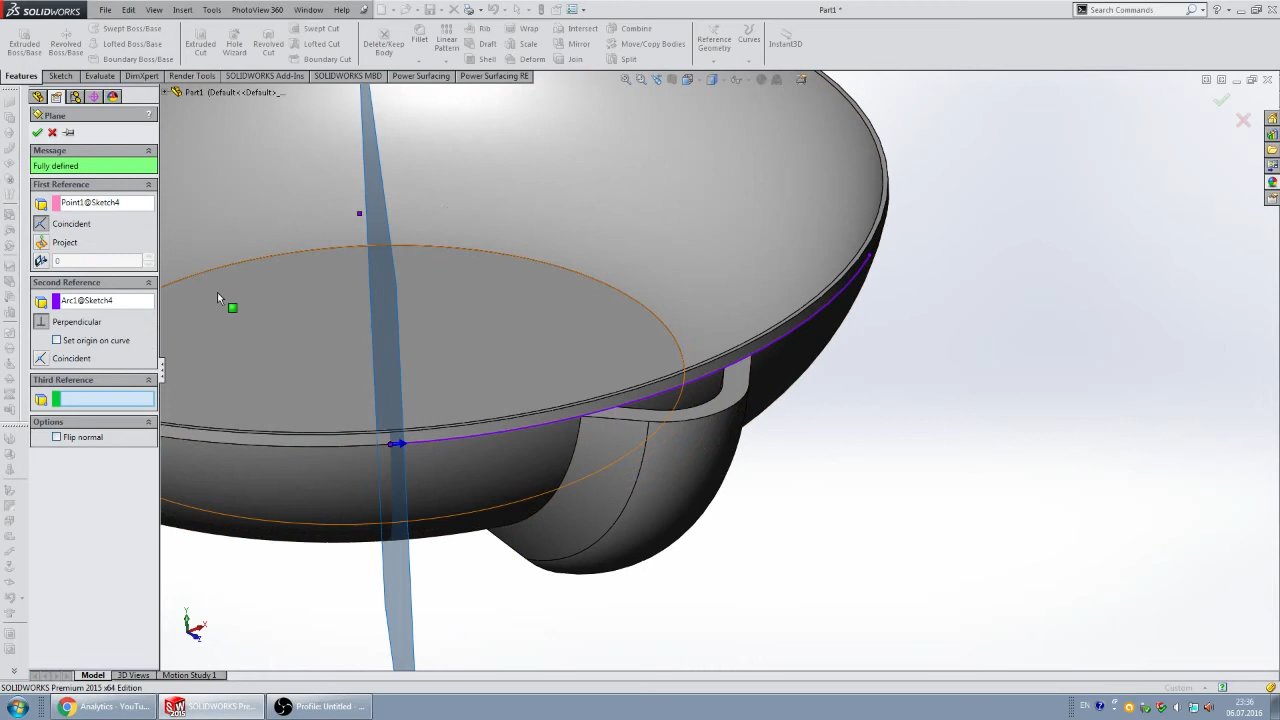 SOLIDWORKS File Edit View Insert Tools PhotoView 360 Window Help Part1 * Search Commands
Swept Boss/Base Swept Cut Rib Wrap Intersect Combine
Extruded Boss/Base Revolved Boss/Base Lofted Boss/Base Extruded Cut Hole Wizard Revolved Cut Lofted Cut Delete/Keep Body Fillet Linear Pattern Draft Scale Mirror Move/Copy Bodies Reference Geometry Curves Instant3D
Boundary Boss/Base Boundary Cut Shell Deform Join Split
Features Sketch Evaluate DimXpert Render Tools SOLIDWORKS Add-Ins SOLIDWORKS MBD Power Surfacing Power Surfacing RE
Part1 (Default<<Default>_...
Plane ?
Message
Fully defined
First Reference
Point1@Sketch4
Coincident
Project
0
Second Reference
Arc1@Sketch4
Perpendicular
Set origin on curve
Coincident
Third Reference
Options
Flip normal
Y
X
Z
Model 3D Views Motion Study 1
SOLIDWORKS Premium 2015 x64 Edition Custom
Analytics - YouTu... SOLIDWORKS Pre... Profile: Untitled - ... EN 23:36
06.07.2016